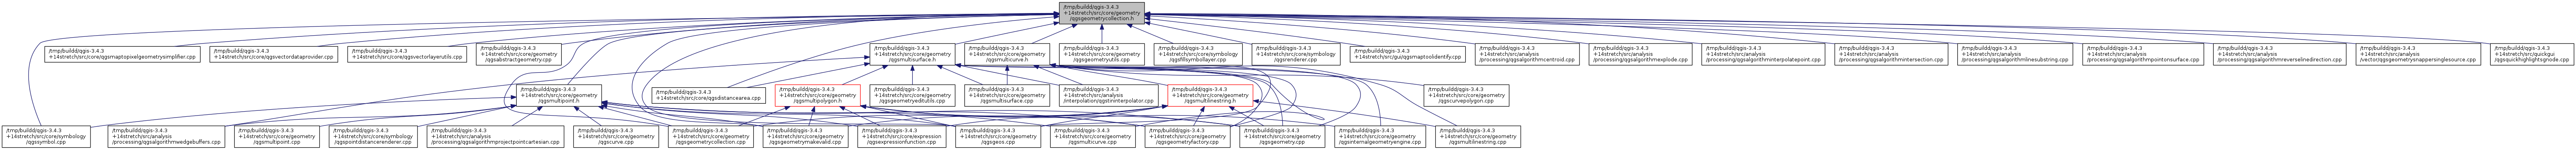 /tmp/buildd/qgis-3.4.3
+14stretch/src/core/geometry
/qgsgeometrycollection.h
/tmp/buildd/qgis-3.4.3
+14stretch/src/core/qgsmaptopixelgeometrysimplifier.cpp
/tmp/buildd/qgis-3.4.3
+14stretch/src/core/qgsvectordataprovider.cpp
/tmp/buildd/qgis-3.4.3
+14stretch/src/core/qgsvectorlayerutils.cpp
/tmp/buildd/qgis-3.4.3
+14stretch/src/core/geometry
/qgsabstractgeometry.cpp
/tmp/buildd/qgis-3.4.3
+14stretch/src/core/geometry
/qgsmultisurface.h
/tmp/buildd/qgis-3.4.3
+14stretch/src/core/geometry
/qgsmulticurve.h
/tmp/buildd/qgis-3.4.3
+14stretch/src/core/geometry
/qgsgeometryutils.cpp
/tmp/buildd/qgis-3.4.3
+14stretch/src/core/symbology
/qgsfillsymbollayer.cpp
/tmp/buildd/qgis-3.4.3
+14stretch/src/core/symbology
/qgsrenderer.cpp
/tmp/buildd/qgis-3.4.3
+14stretch/src/gui/qgsmaptoolidentify.cpp
/tmp/buildd/qgis-3.4.3
+14stretch/src/analysis
/processing/qgsalgorithmcentroid.cpp
/tmp/buildd/qgis-3.4.3
+14stretch/src/analysis
/processing/qgsalgorithmexplode.cpp
/tmp/buildd/qgis-3.4.3
+14stretch/src/analysis
/processing/qgsalgorithminterpolatepoint.cpp
/tmp/buildd/qgis-3.4.3
+14stretch/src/analysis
/processing/qgsalgorithmintersection.cpp
/tmp/buildd/qgis-3.4.3
+14stretch/src/analysis
/processing/qgsalgorithmlinesubstring.cpp
/tmp/buildd/qgis-3.4.3
+14stretch/src/analysis
/processing/qgsalgorithmpointonsurface.cpp
/tmp/buildd/qgis-3.4.3
+14stretch/src/analysis
/processing/qgsalgorithmreverselinedirection.cpp
/tmp/buildd/qgis-3.4.3
+14stretch/src/analysis
/vector/qgsgeometrysnappersinglesource.cpp
/tmp/buildd/qgis-3.4.3
+14stretch/src/quickgui
/qgsquickhighlightsgnode.cpp
/tmp/buildd/qgis-3.4.3
+14stretch/src/core/geometry
/qgsmultipoint.h
/tmp/buildd/qgis-3.4.3
+14stretch/src/core/qgsdistancearea.cpp
/tmp/buildd/qgis-3.4.3
+14stretch/src/core/geometry
/qgsmultipolygon.h
/tmp/buildd/qgis-3.4.3
+14stretch/src/core/geometry
/qgsgeometryeditutils.cpp
/tmp/buildd/qgis-3.4.3
+14stretch/src/core/geometry
/qgsmultisurface.cpp
/tmp/buildd/qgis-3.4.3
+14stretch/src/analysis
/interpolation/qgstininterpolator.cpp
/tmp/buildd/qgis-3.4.3
+14stretch/src/core/geometry
/qgsmultilinestring.h
/tmp/buildd/qgis-3.4.3
+14stretch/src/core/geometry
/qgscurvepolygon.cpp
/tmp/buildd/qgis-3.4.3
+14stretch/src/core/symbology
/qgssymbol.cpp
/tmp/buildd/qgis-3.4.3
+14stretch/src/analysis
/processing/qgsalgorithmwedgebuffers.cpp
/tmp/buildd/qgis-3.4.3
+14stretch/src/core/geometry
/qgsmultipoint.cpp
/tmp/buildd/qgis-3.4.3
+14stretch/src/core/symbology
/qgspointdistancerenderer.cpp
/tmp/buildd/qgis-3.4.3
+14stretch/src/analysis
/processing/qgsalgorithmprojectpointcartesian.cpp
/tmp/buildd/qgis-3.4.3
+14stretch/src/core/geometry
/qgscurve.cpp
/tmp/buildd/qgis-3.4.3
+14stretch/src/core/geometry
/qgsgeometrycollection.cpp
/tmp/buildd/qgis-3.4.3
+14stretch/src/core/geometry
/qgsgeometrymakevalid.cpp
/tmp/buildd/qgis-3.4.3
+14stretch/src/core/expression
/qgsexpressionfunction.cpp
/tmp/buildd/qgis-3.4.3
+14stretch/src/core/geometry
/qgsgeos.cpp
/tmp/buildd/qgis-3.4.3
+14stretch/src/core/geometry
/qgsmulticurve.cpp
/tmp/buildd/qgis-3.4.3
+14stretch/src/core/geometry
/qgsgeometryfactory.cpp
/tmp/buildd/qgis-3.4.3
+14stretch/src/core/geometry
/qgsgeometry.cpp
/tmp/buildd/qgis-3.4.3
+14stretch/src/core/geometry
/qgsinternalgeometryengine.cpp
/tmp/buildd/qgis-3.4.3
+14stretch/src/core/geometry
/qgsmultilinestring.cpp